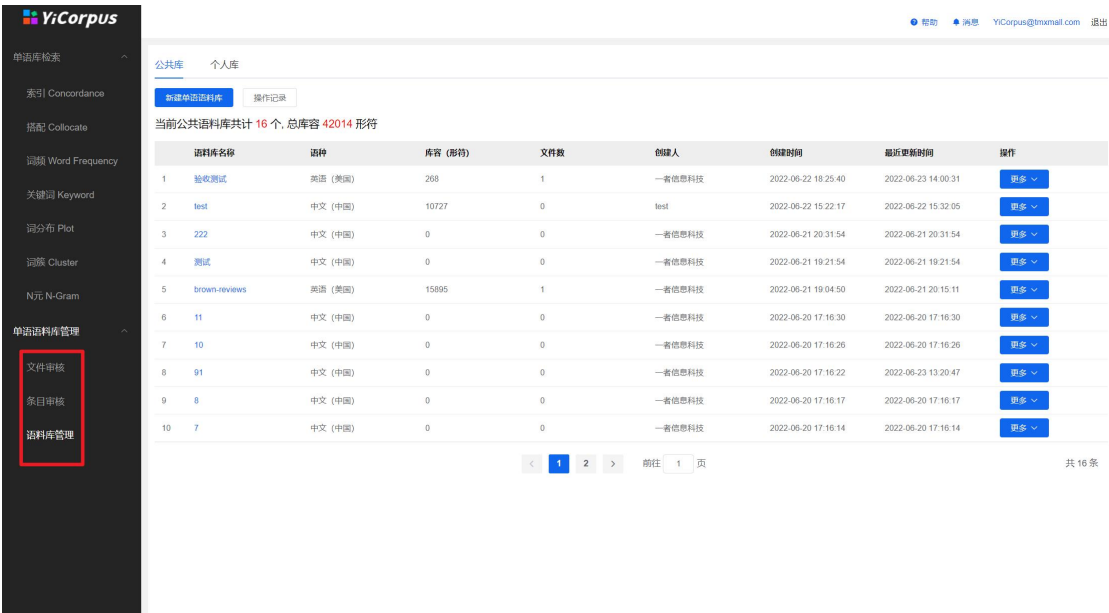 YiCorpus
帮助 消息 YiCorpus@tmxmall.com 退出
单语库检索
索引 Concordance
搭配 Collocate
词频 Word Frequency
关键词 Keyword
词分布 Plot
词簇 Cluster
N元 N-Gram
单语语料库管理
文件审核
条目审核
语料库管理
公共库 个人库
新建单语语料库 操作记录
当前公共语料库共计 16 个, 总库容 42014 形符
语料库名称 语种 库容 (形符) 文件数 创建人 创建时间 最近更新时间 操作
1 验收测试 英语 (美国) 268 1 一者信息科技 2022-06-22 18:25:40 2022-06-23 14:00:31 更多
2 test 中文 (中国) 10727 0 test 2022-06-22 15:22:17 2022-06-22 15:32:05 更多
3 222 中文 (中国) 0 0 一者信息科技 2022-06-21 20:31:54 2022-06-21 20:31:54 更多
4 测试 中文 (中国) 0 0 一者信息科技 2022-06-21 19:21:54 2022-06-21 19:21:54 更多
5 brown-reviews 英语 (美国) 15895 1 一者信息科技 2022-06-21 19:04:50 2022-06-21 20:15:11 更多
6 11 中文 (中国) 0 0 一者信息科技 2022-06-20 17:16:30 2022-06-20 17:16:30 更多
7 10 中文 (中国) 0 0 一者信息科技 2022-06-20 17:16:26 2022-06-20 17:16:26 更多
8 91 中文 (中国) 0 0 一者信息科技 2022-06-20 17:16:22 2022-06-23 13:20:47 更多
9 8 中文 (中国) 0 0 一者信息科技 2022-06-20 17:16:17 2022-06-20 17:16:17 更多
10 7 中文 (中国) 0 0 一者信息科技 2022-06-20 17:16:14 2022-06-20 17:16:14 更多
1 2 前往 1 页 共 16 条